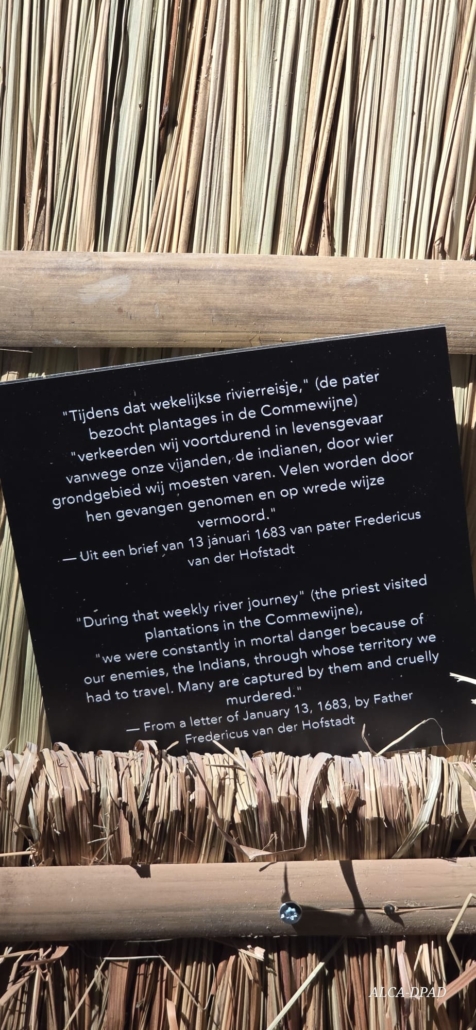 "Tijdens dat wekelijkse rivierreisje," (de pater
bezocht plantages in de Commewijne)
"verkeerden wij voortdurend in levensgevaar
vanwege onze vijanden, de indianen, door wier
grondgebied wij moesten varen. Velen worden door
hen gevangen genomen en op wrede wijze
vermoord."
— Uit een brief van 13 januari 1683 van pater Fredericus
van der Hofstadt
"During that weekly river journey" (the priest visited
plantations in the Commewijne),
"we were constantly in mortal danger because of
our enemies, the Indians, through whose territory we
had to travel. Many are captured by them and cruelly
murdered."
— From a letter of January 13, 1683, by Father
Fredericus van der Hofstadt
ALCA-DPAD